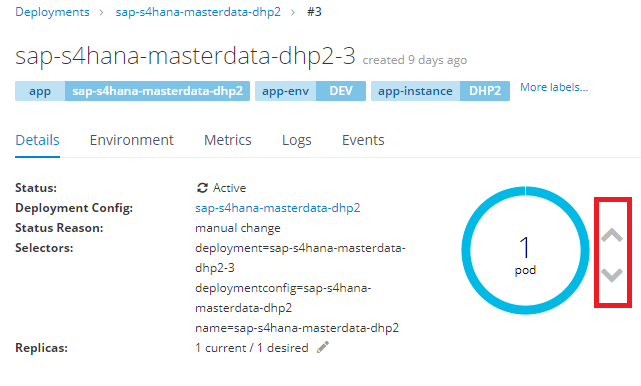 Deployments > sap-s4hana-masterdata-dhp2 > #3
sap-s4hana-masterdata-dhp2-3 created 9 days ago
app sap-s4hana-masterdata-dhp2 app-env DEV app-instance DHP2 More labels...
Details Environment Metrics Logs Events
Status: Active
Deployment Config: sap-s4hana-masterdata-dhp2
Status Reason: manual change
Selectors: deployment=sap-s4hana-masterdata-
dhp2-3
deploymentconfig=sap-s4hana-
masterdata-dhp2
name=sap-s4hana-masterdata-dhp2
Replicas: 1 current / 1 desired
1
pod